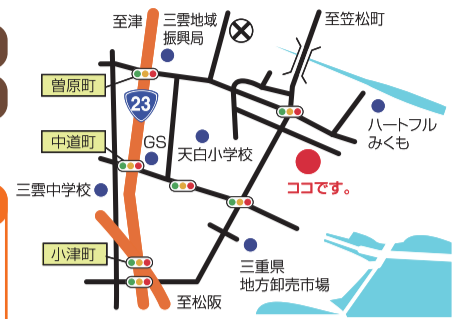 至津
三雲地域
振興局
至笠松町
曽原町
23
ハートフル
みくも
中道町
GS
天白小学校
ココです。
三雲中学校
小津町
三重県
地方卸売市場
至松阪